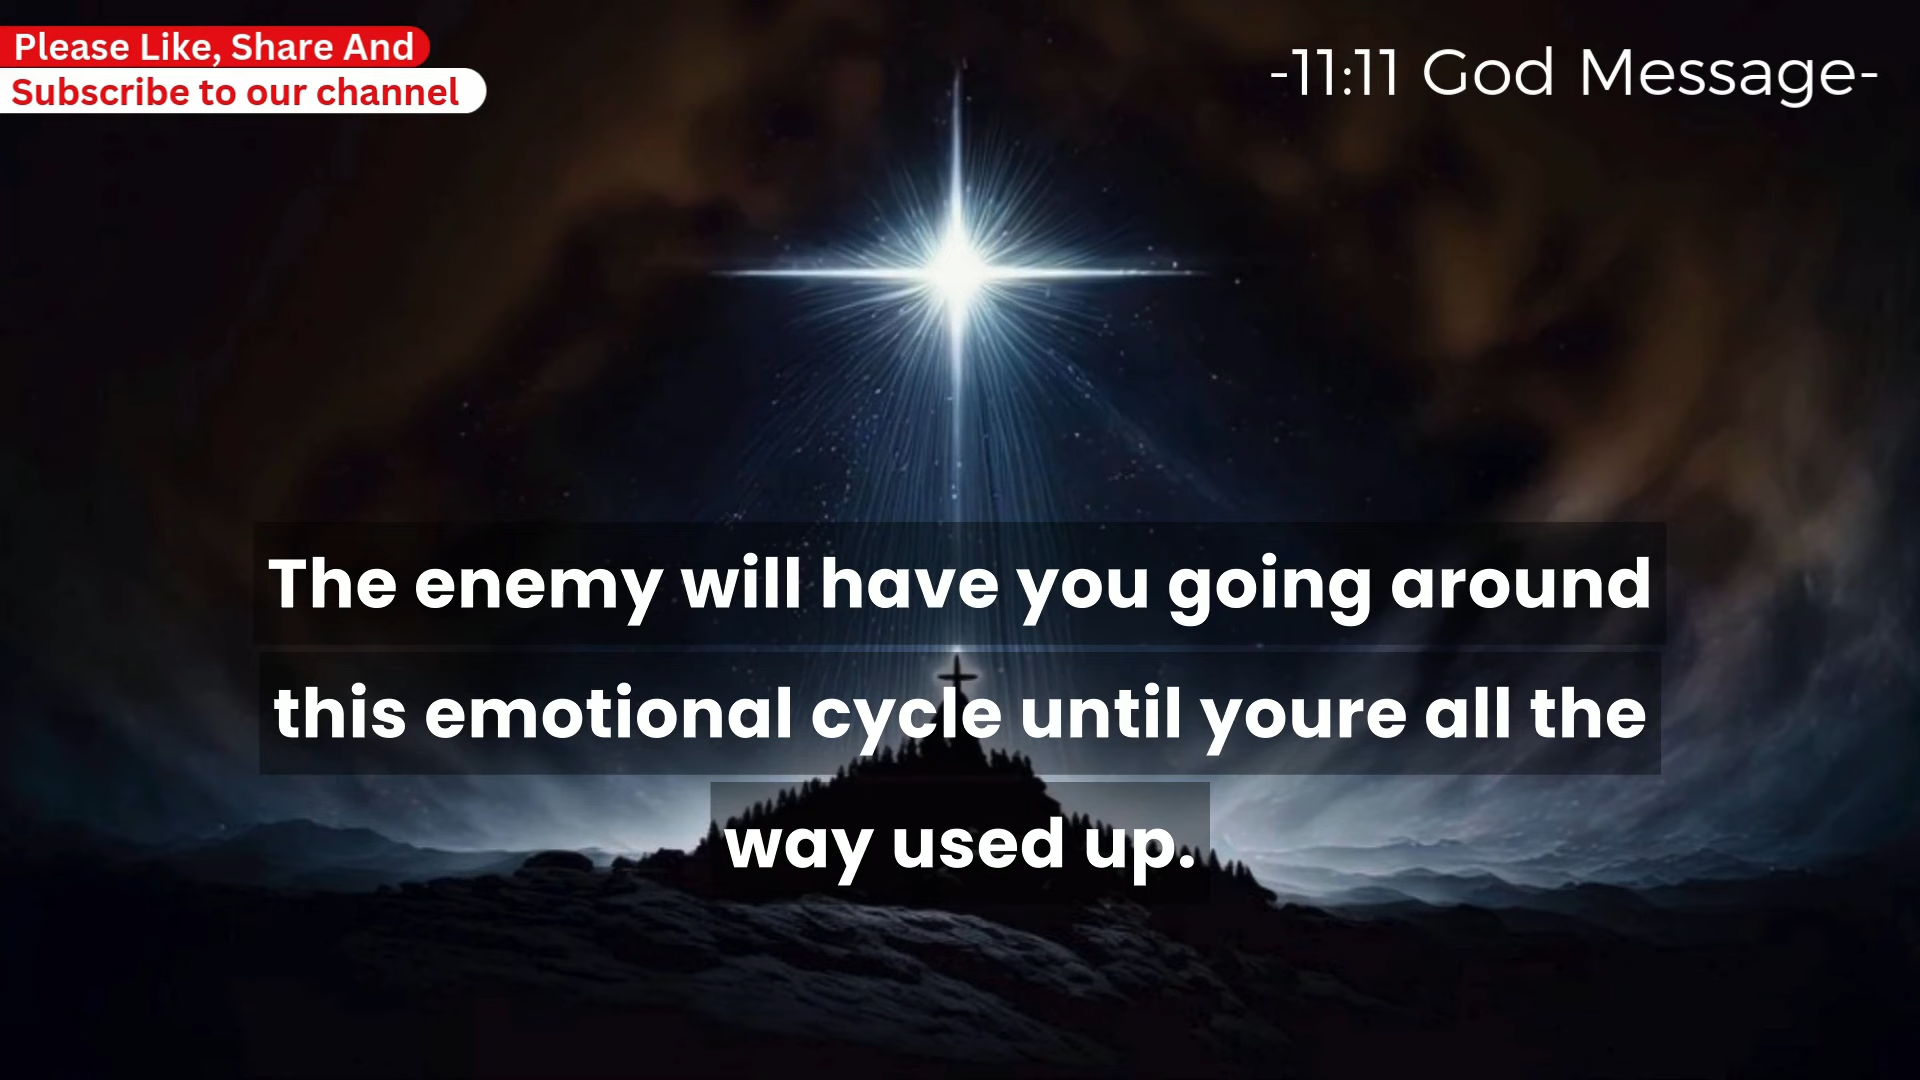 Please Like, Share And
Subscribe to our channel
-11:11 God Message-
The enemy will have you going around
this emotional cycle until youre all the
way used up.